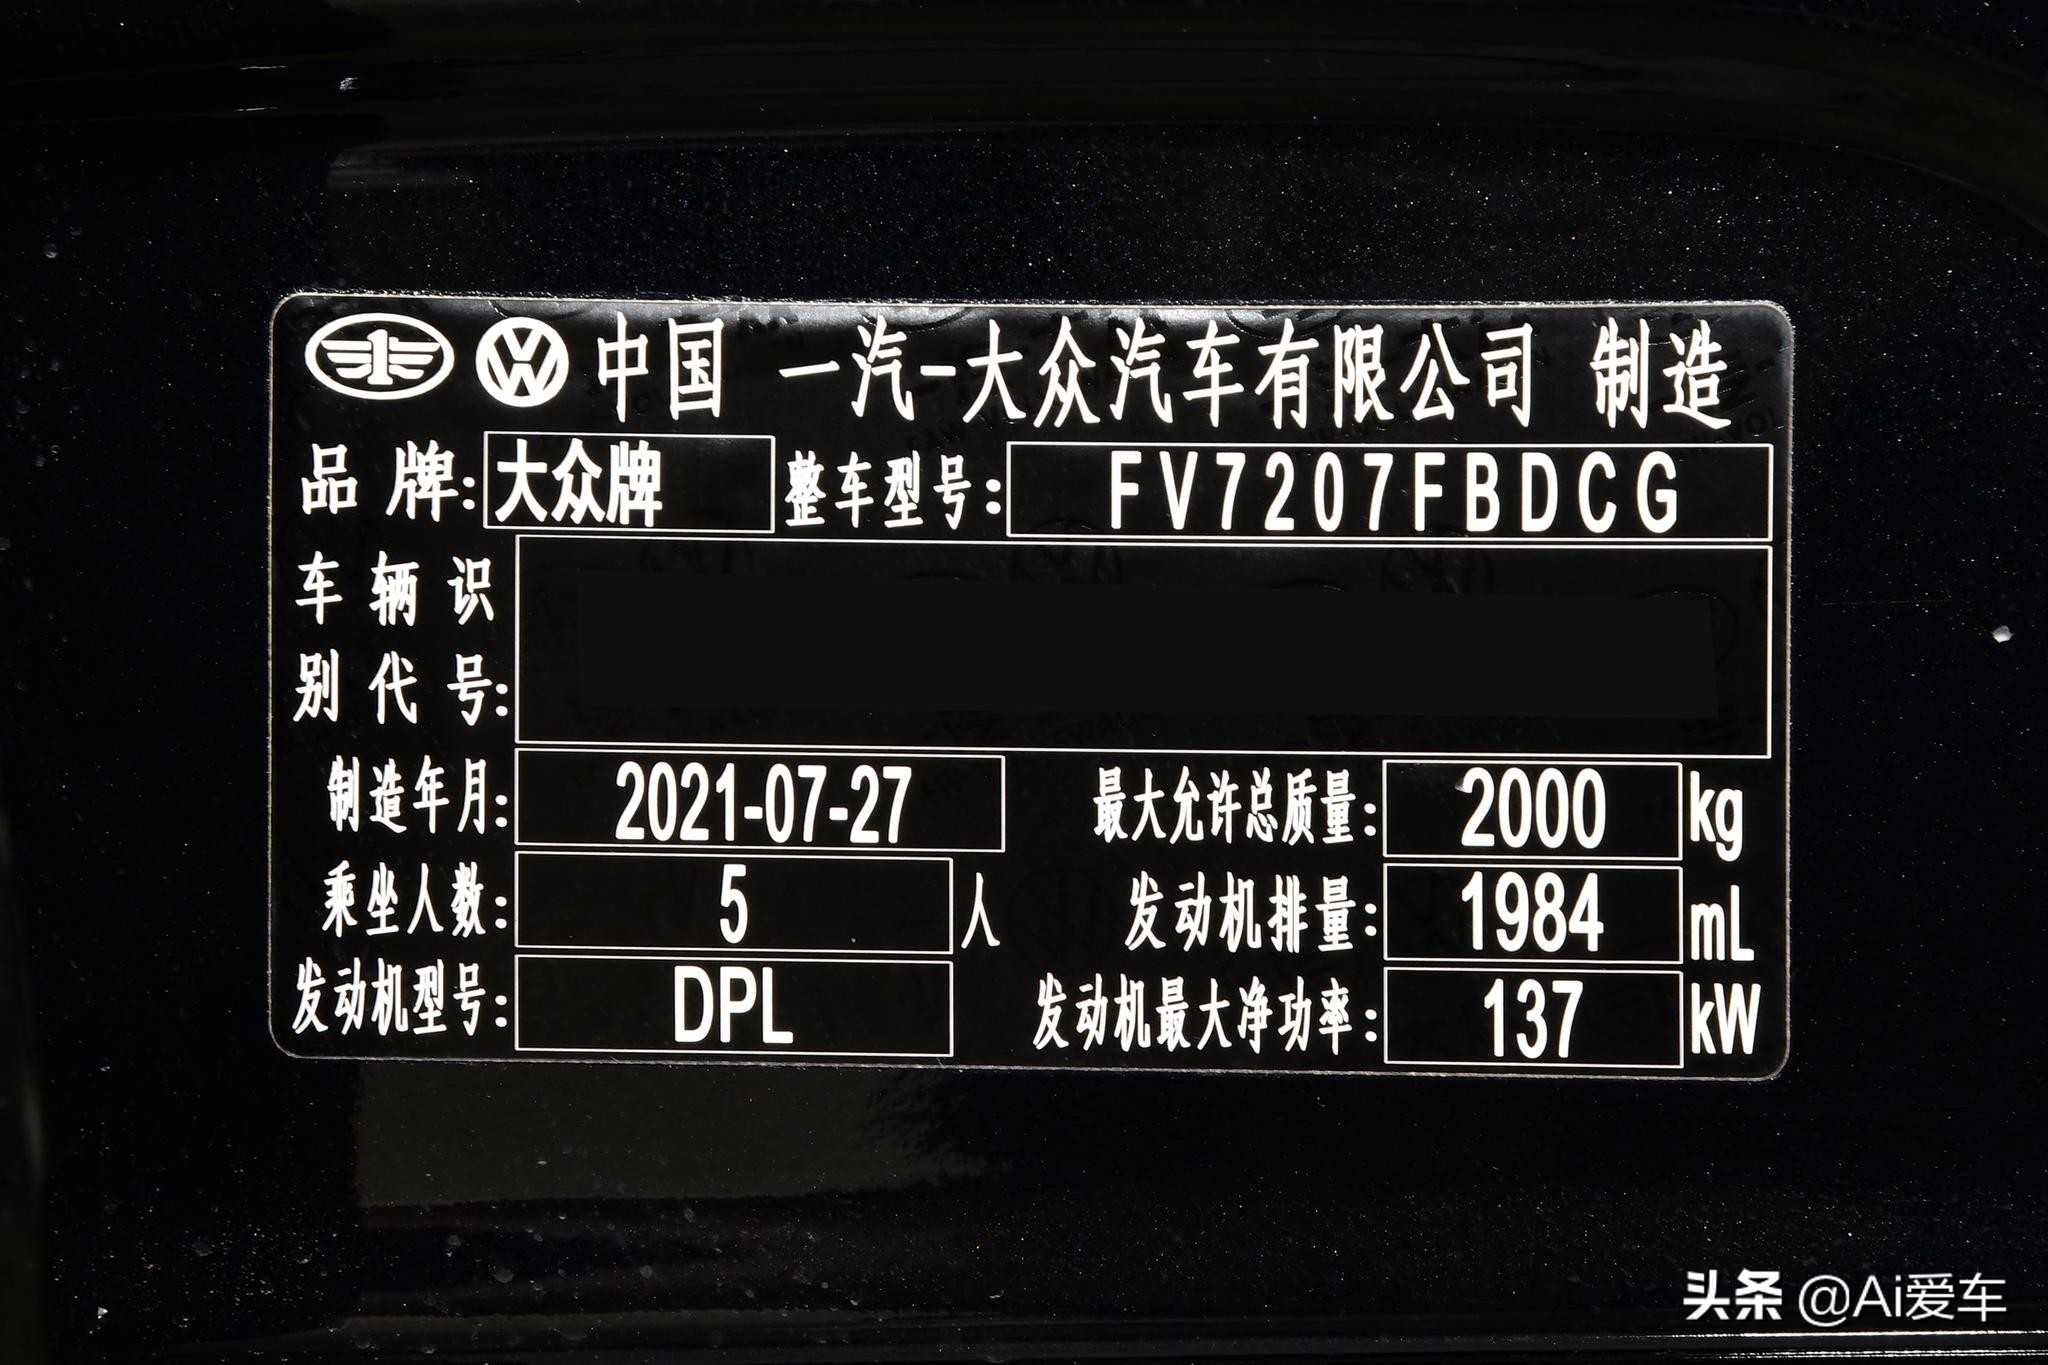 中国 一汽-大众汽车有限公司 制造
品牌: 大众牌 整车型号: FV7207FBDCG
车辆识
别代号:
制造年月: 2021-07-27 最大允许总质量: 2000 kg
乘坐人数: 5 人 发动机排量: 1984 mL
发动机型号: DPL 发动机最大净功率: 137 kW
头条 @Ai爱车